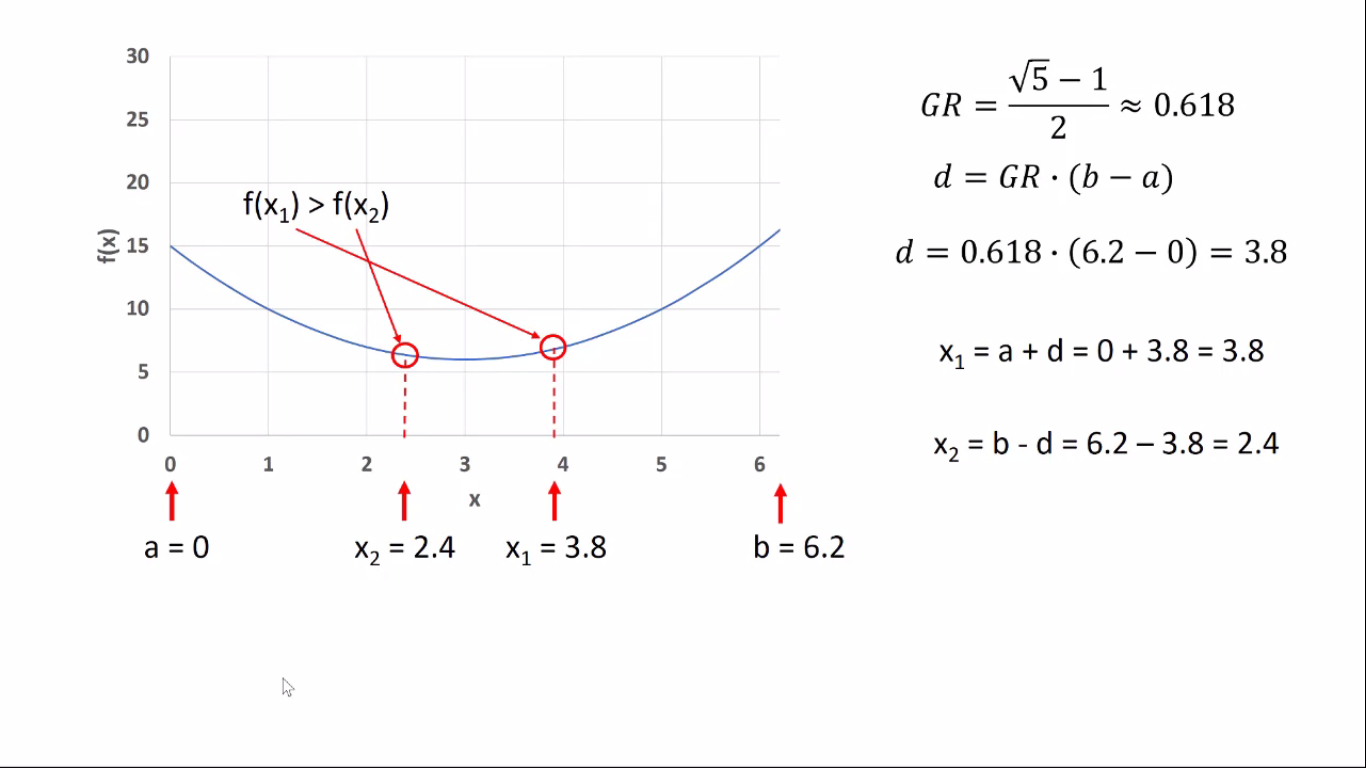 30
25
20
15
10
5
0
f(x)
f(x₁) > f(x₂)
0 1 2 3 4 5 6
x
a = 0
x₂ = 2.4
x₁ = 3.8
b = 6.2
GR = (√5 − 1)/2 ≈ 0.618
d = GR · (b − a)
d = 0.618 · (6.2 − 0) = 3.8
x₁ = a + d = 0 + 3.8 = 3.8
x₂ = b - d = 6.2 – 3.8 = 2.4